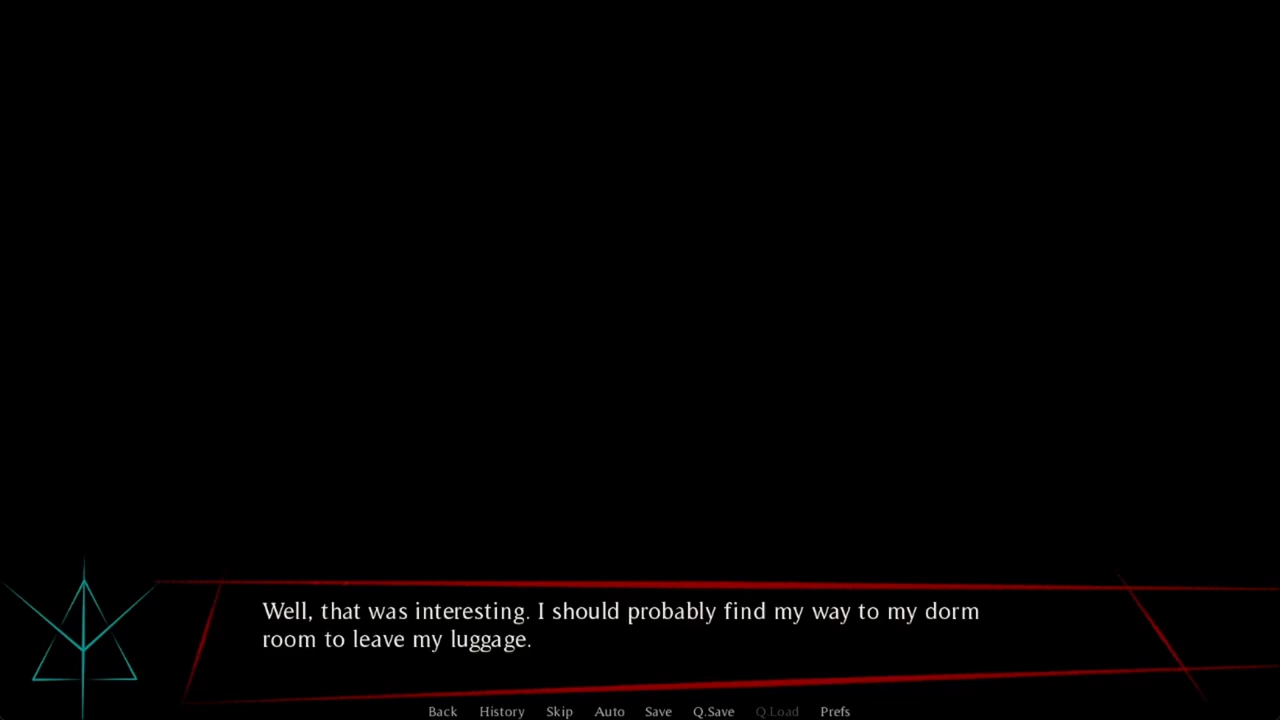 Well, that was interesting. I should probably find my way to my dorm
room to leave my luggage.
Back History Skip Auto Save Q.Save Q.Load Prefs